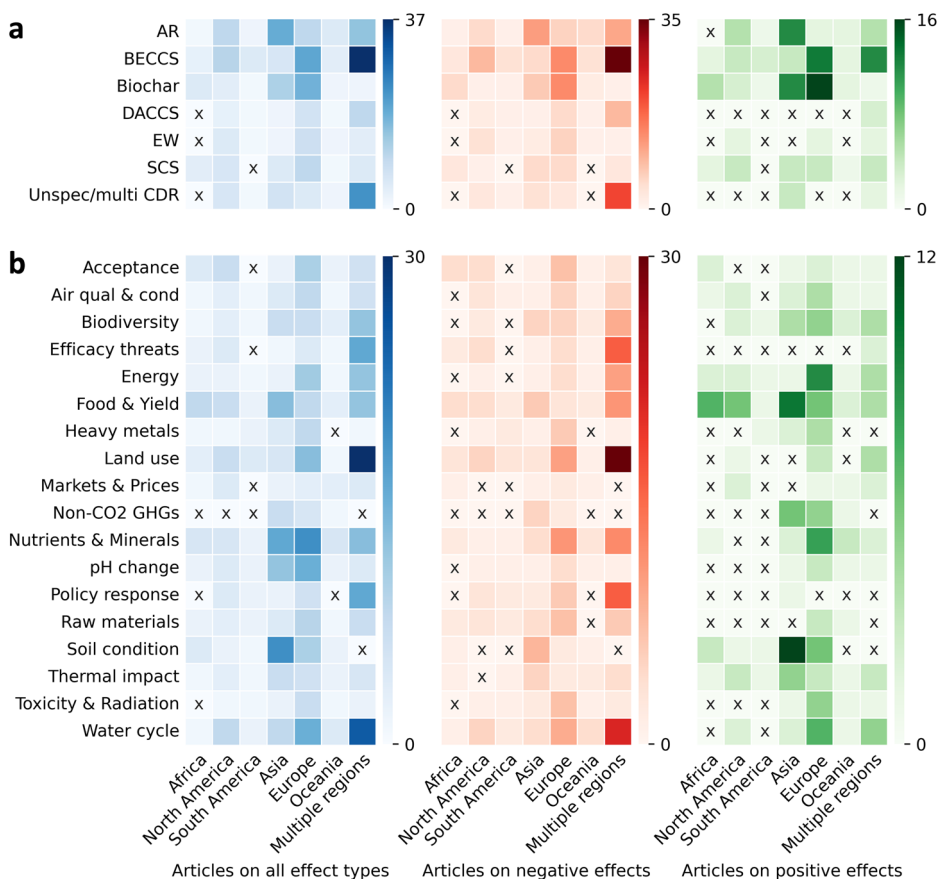 a
AR x 37 35 16
BECCS
Biochar
DACCS x x x x x x x x
EW x x x x x x
SCS x x x x
Unspec/multi CDR x 0 x x 0 x x x x x 0
b
Acceptance x 30 x 30 x x 12
Air qual & cond x x
Biodiversity x x x
Efficacy threats x x x x x x x x
Energy x x
Food & Yield
Heavy metals x x x x x x x
Land use x x x x
Markets & Prices x x x x x x x
Non-CO2 GHGs x x x x x x x x x x x x x
Nutrients & Minerals x x
pH change x x x x
Policy response x x x x x x x x x x
Raw materials x x x x x x
Soil condition x x x x x x
Thermal impact x
Toxicity & Radiation x x x x x
Water cycle 0 0 x x 0
Africa North America South America Asia Europe Oceania Multiple regions
Africa North America South America Asia Europe Oceania Multiple regions
Africa North America South America Asia Europe Oceania Multiple regions
Articles on all effect types
Articles on negative effects
Articles on positive effects